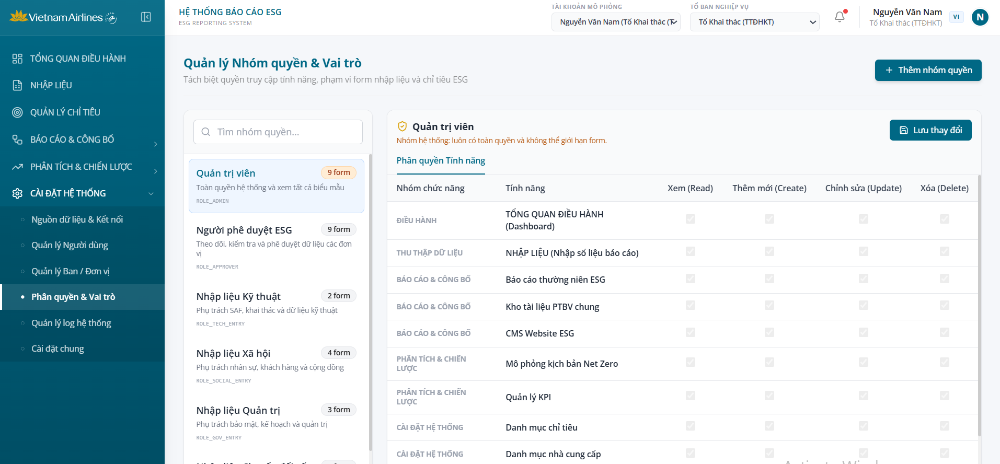 Vietnam Airlines
TỔNG QUAN ĐIỀU HÀNH
NHẬP LIỆU
QUẢN LÝ CHỈ TIÊU
BÁO CÁO & CÔNG BỐ
PHÂN TÍCH & CHIẾN LƯỢC
CÀI ĐẶT HỆ THỐNG
Nguồn dữ liệu & Kết nối
Quản lý Người dùng
Quản lý Ban / Đơn vị
Phân quyền & Vai trò
Quản lý log hệ thống
Cài đặt chung
HỆ THỐNG BÁO CÁO ESG
ESG REPORTING SYSTEM
TÀI KHOẢN MÔ PHỎNG
Nguyễn Văn Nam (Tổ Khai thác (T
TỔ BAN NGHIỆP VỤ
Tổ Khai thác (TTĐHKT)
Nguyễn Văn Nam
Tổ Khai thác (TTĐHKT)
VI
N
Quản lý Nhóm quyền & Vai trò
Tách biệt quyền truy cập tính năng, phạm vi form nhập liệu và chỉ tiêu ESG
Thêm nhóm quyền
Tìm nhóm quyền...
Quản trị viên 9 form
Toàn quyền hệ thống và xem tất cả biểu mẫu
ROLE_ADMIN
Người phê duyệt ESG 9 form
Theo dõi, kiểm tra và phê duyệt dữ liệu các đơn
vị
ROLE_APPROVER
Nhập liệu Kỹ thuật 2 form
Phụ trách SAF, khai thác và dữ liệu kỹ thuật
ROLE_TECH_ENTRY
Nhập liệu Xã hội 4 form
Phụ trách nhân sự, khách hàng và cộng đồng
ROLE_SOCIAL_ENTRY
Nhập liệu Quản trị 3 form
Phụ trách bảo mật, kế hoạch và quản trị
ROLE_GOV_ENTRY
Quản trị viên
Nhóm hệ thống: luôn có toàn quyền và không thể giới hạn form.
Lưu thay đổi
Phân quyền Tính năng
Nhóm chức năng Tính năng Xem (Read) Thêm mới (Create) Chỉnh sửa (Update) Xóa (Delete)
ĐIỀU HÀNH TỔNG QUAN ĐIỀU HÀNH
(Dashboard)
THU THẬP DỮ LIỆU NHẬP LIỆU (Nhập số liệu báo cáo)
BÁO CÁO & CÔNG BỐ Báo cáo thường niên ESG
BÁO CÁO & CÔNG BỐ Kho tài liệu PTBV chung
BÁO CÁO & CÔNG BỐ CMS Website ESG
PHÂN TÍCH & CHIẾN
LƯỢC
Mô phỏng kịch bản Net Zero
PHÂN TÍCH & CHIẾN
LƯỢC
Quản lý KPI
CÀI ĐẶT HỆ THỐNG Danh mục chỉ tiêu
CÀI ĐẶT HỆ THỐNG Danh mục nhà cung cấp